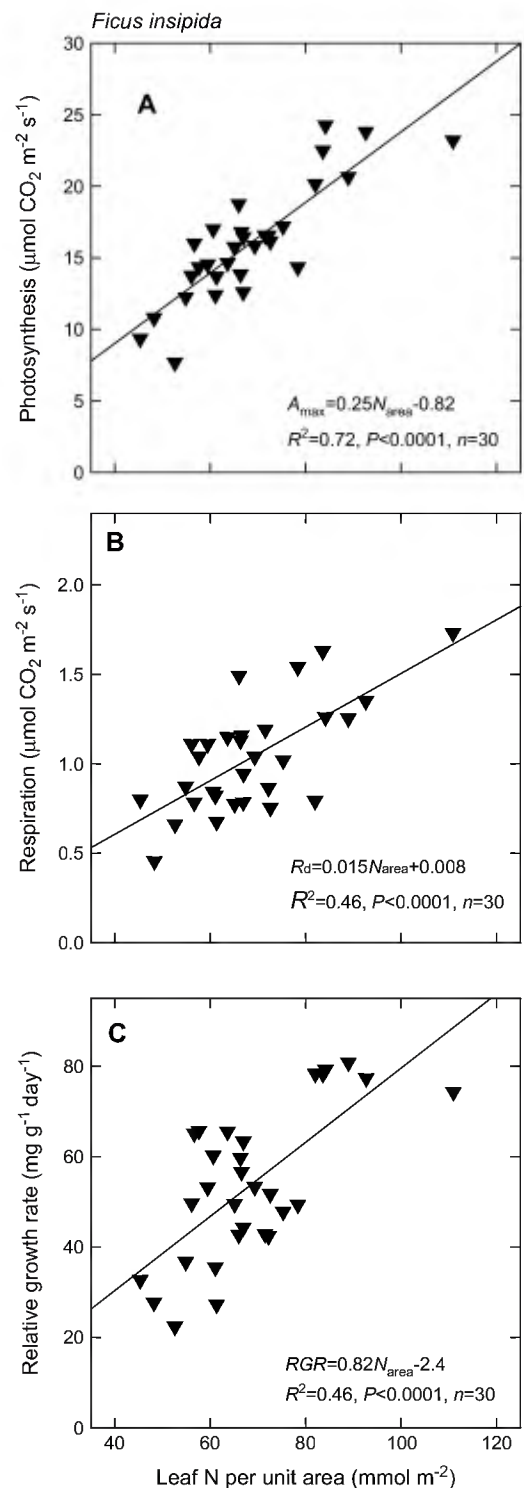 Ficus insipida
30
25
20
15
10
5
0
A
Photosynthesis (μmol CO₂ m⁻² s⁻¹)
Amax=0.25Narea-0.82
R²=0.72, P<0.0001, n=30
B
2.0
1.5
1.0
0.5
0.0
Respiration (μmol CO₂ m⁻² s⁻¹)
Rd=0.015Narea+0.008
R²=0.46, P<0.0001, n=30
C
80
60
40
20
0
Relative growth rate (mg g⁻¹ day⁻¹)
RGR=0.82Narea-2.4
R²=0.46, P<0.0001, n=30
40 60 80 100 120
Leaf N per unit area (mmol m⁻²)